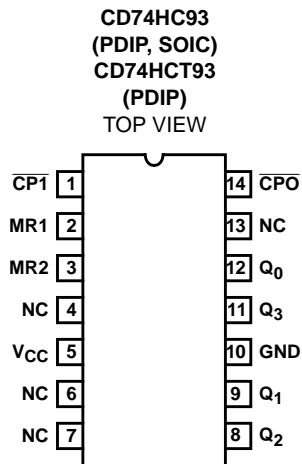 CD74HC93
(PDIP, SOIC)
CD74HCT93
(PDIP)
TOP VIEW
CP1 1 14 CPO
MR1 2 13 NC
MR2 3 12 Q0
NC 4 11 Q3
VCC 5 10 GND
NC 6 9 Q1
NC 7 8 Q2